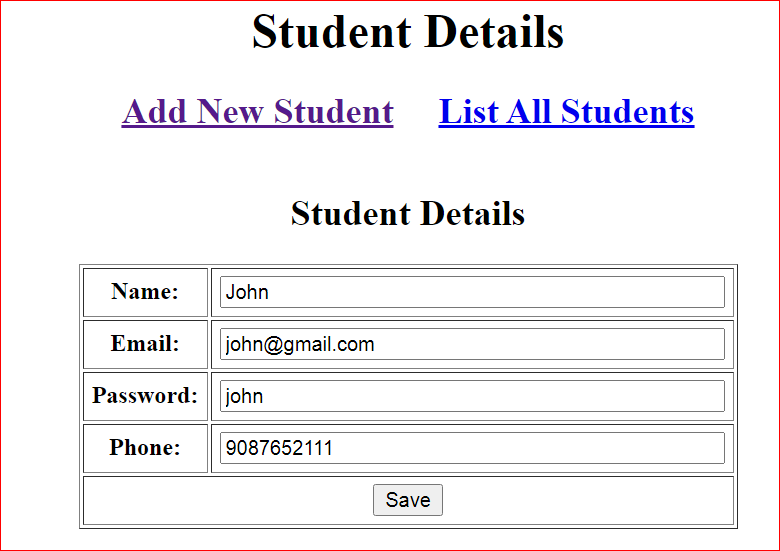 Student Details
Add New Student List All Students
Student Details
Name: John
Email: john@gmail.com
Password: john
Phone: 9087652111
Save